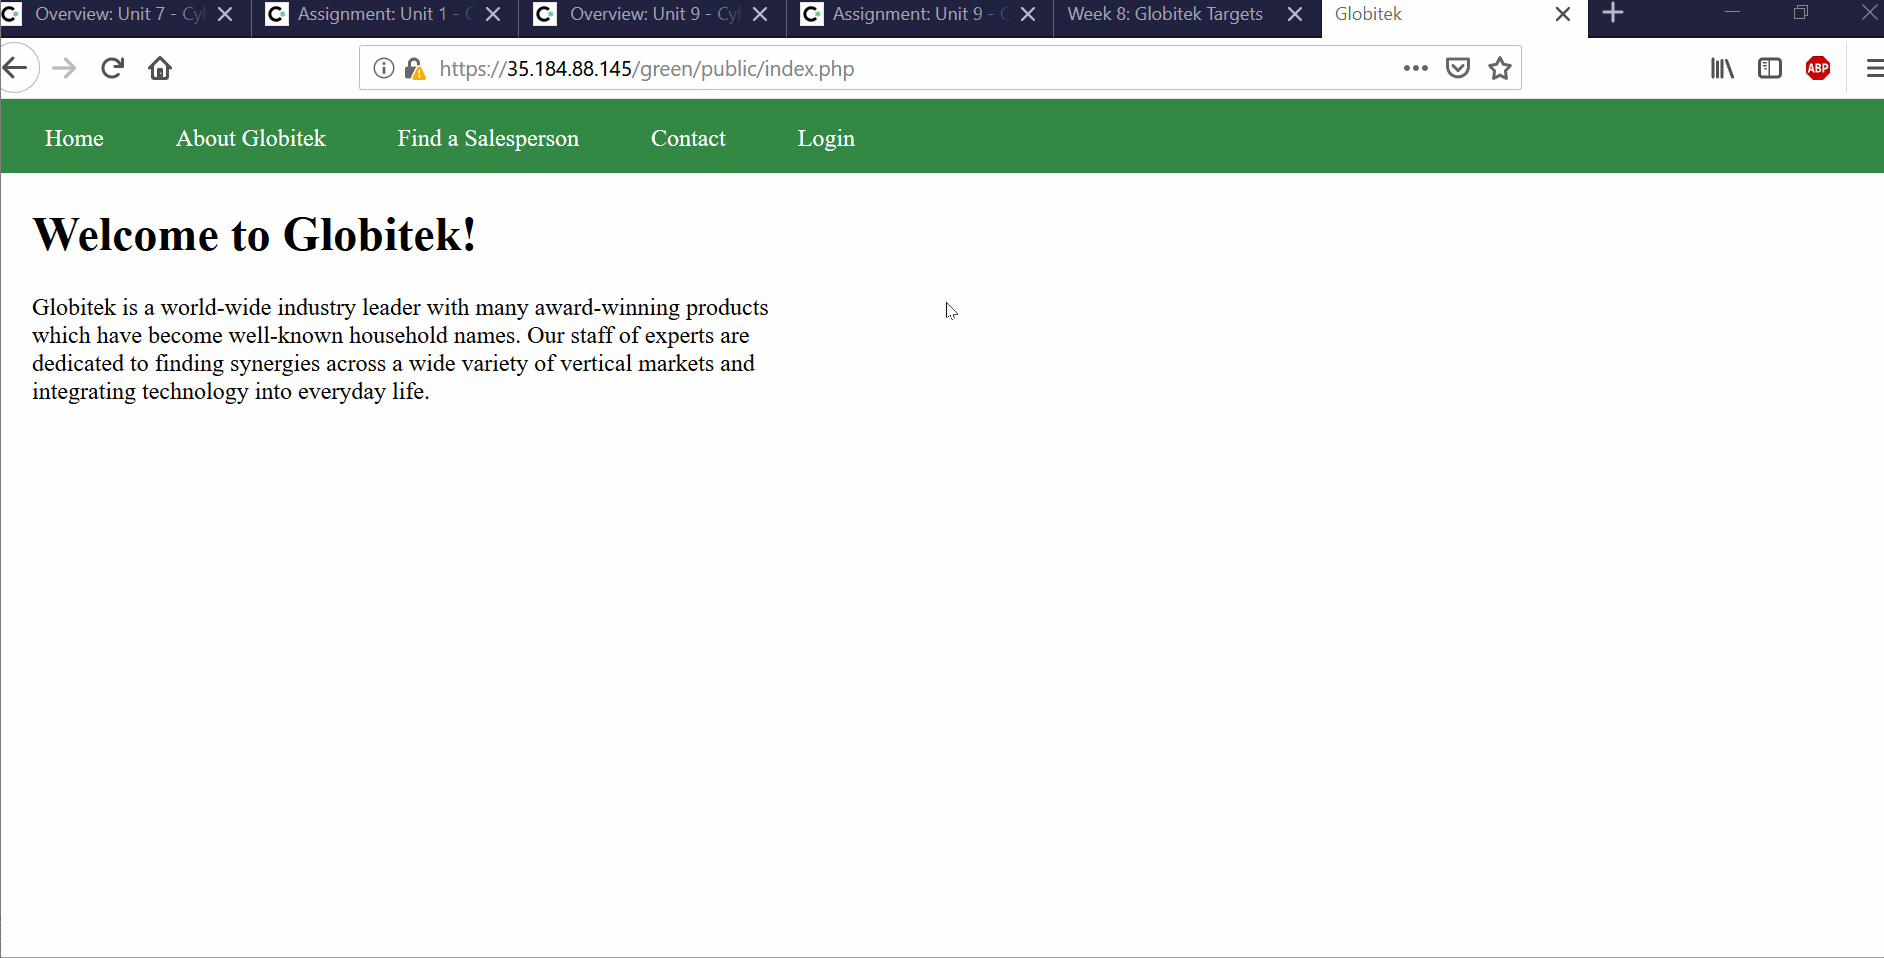 Overview: Unit 7 - Cyl
Assignment: Unit 1 - C
Overview: Unit 9 - Cyl
Assignment: Unit 9 - C
Week 8: Globitek Targets
Globitek
https://35.184.88.145/green/public/index.php
ABP
Home
About Globitek
Find a Salesperson
Contact
Login
Welcome to Globitek!
Globitek is a world-wide industry leader with many award-winning products
which have become well-known household names. Our staff of experts are
dedicated to finding synergies across a wide variety of vertical markets and
integrating technology into everyday life.